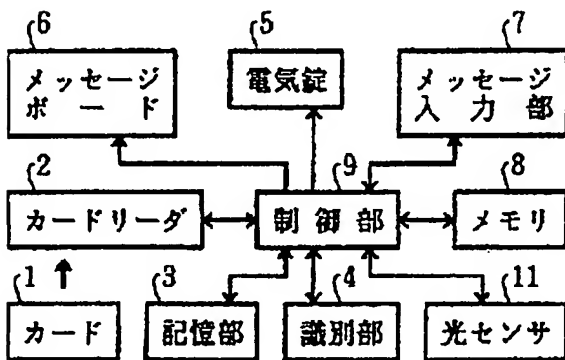 6
5
7
メッセージ
ボード
電気錠
メッセージ
入力部
2
9
8
カードリーダ
制御部
メモリ
1
3
4
11
カード
記憶部
識別部
光センサ